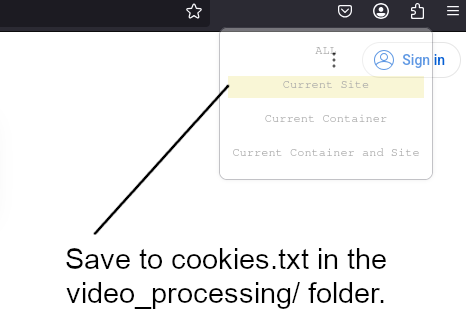 ALL
Sign in
Current Site
Current Container
Current Container and Site
Save to cookies.txt in the
video_processing/ folder.